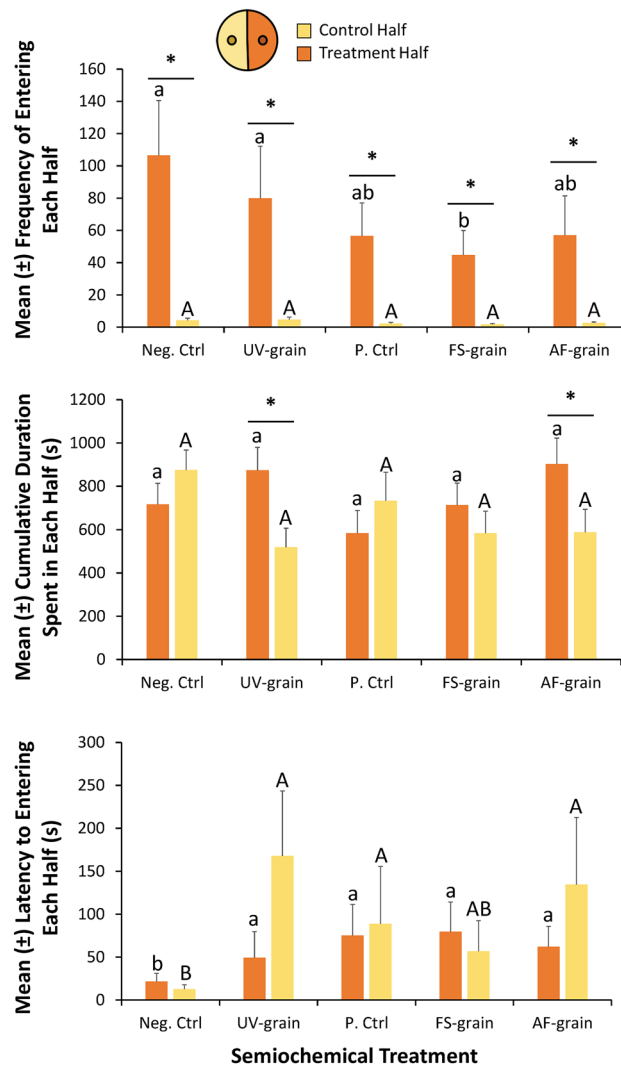 Control Half
Treatment Half
Mean (±) Frequency of Entering
Each Half
160
140
120
100
80
60
40
20
0
* * * * *
a A a A ab A b A ab A
Neg. Ctrl UV-grain P. Ctrl FS-grain AF-grain
Mean (±) Cumulative Duration
Spent in Each Half (s)
1200
1000
800
600
400
200
0
* *
a A a A a A a A a A
Neg. Ctrl UV-grain P. Ctrl FS-grain AF-grain
Mean (±) Latency to Entering
Each Half (s)
300
250
200
150
100
50
0
b B a A a A a AB a A
Neg. Ctrl UV-grain P. Ctrl FS-grain AF-grain
Semiochemical Treatment